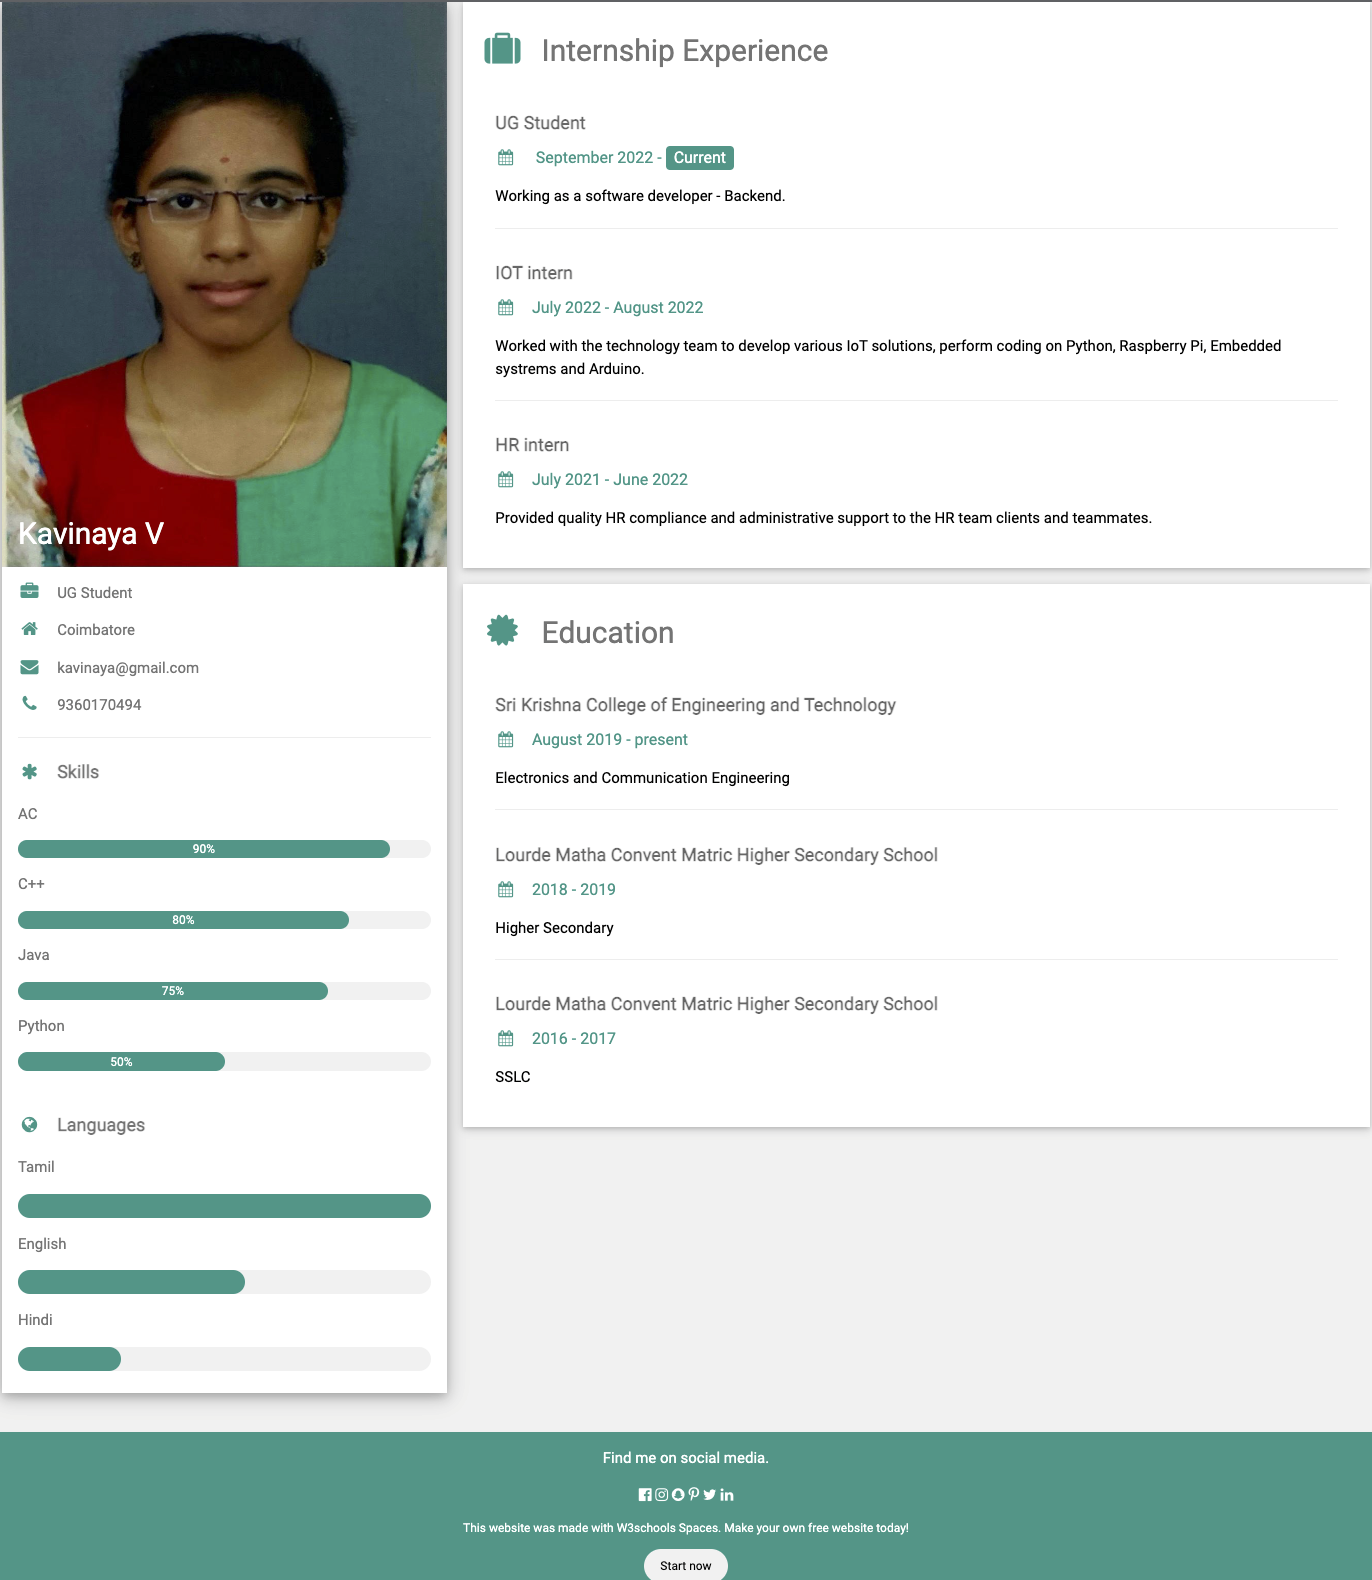 Kavinaya V
UG Student
Coimbatore
kavinaya@gmail.com
9360170494
Skills
AC
90%
C++
80%
Java
75%
Python
50%
Languages
Tamil
English
Hindi
Internship Experience
UG Student
September 2022 - Current
Working as a software developer - Backend.
IOT intern
July 2022 - August 2022
Worked with the technology team to develop various IoT solutions, perform coding on Python, Raspberry Pi, Embedded
systrems and Arduino.
HR intern
July 2021 - June 2022
Provided quality HR compliance and administrative support to the HR team clients and teammates.
Education
Sri Krishna College of Engineering and Technology
August 2019 - present
Electronics and Communication Engineering
Lourde Matha Convent Matric Higher Secondary School
2018 - 2019
Higher Secondary
Lourde Matha Convent Matric Higher Secondary School
2016 - 2017
SSLC
Find me on social media.
This website was made with W3schools Spaces. Make your own free website today!
Start now